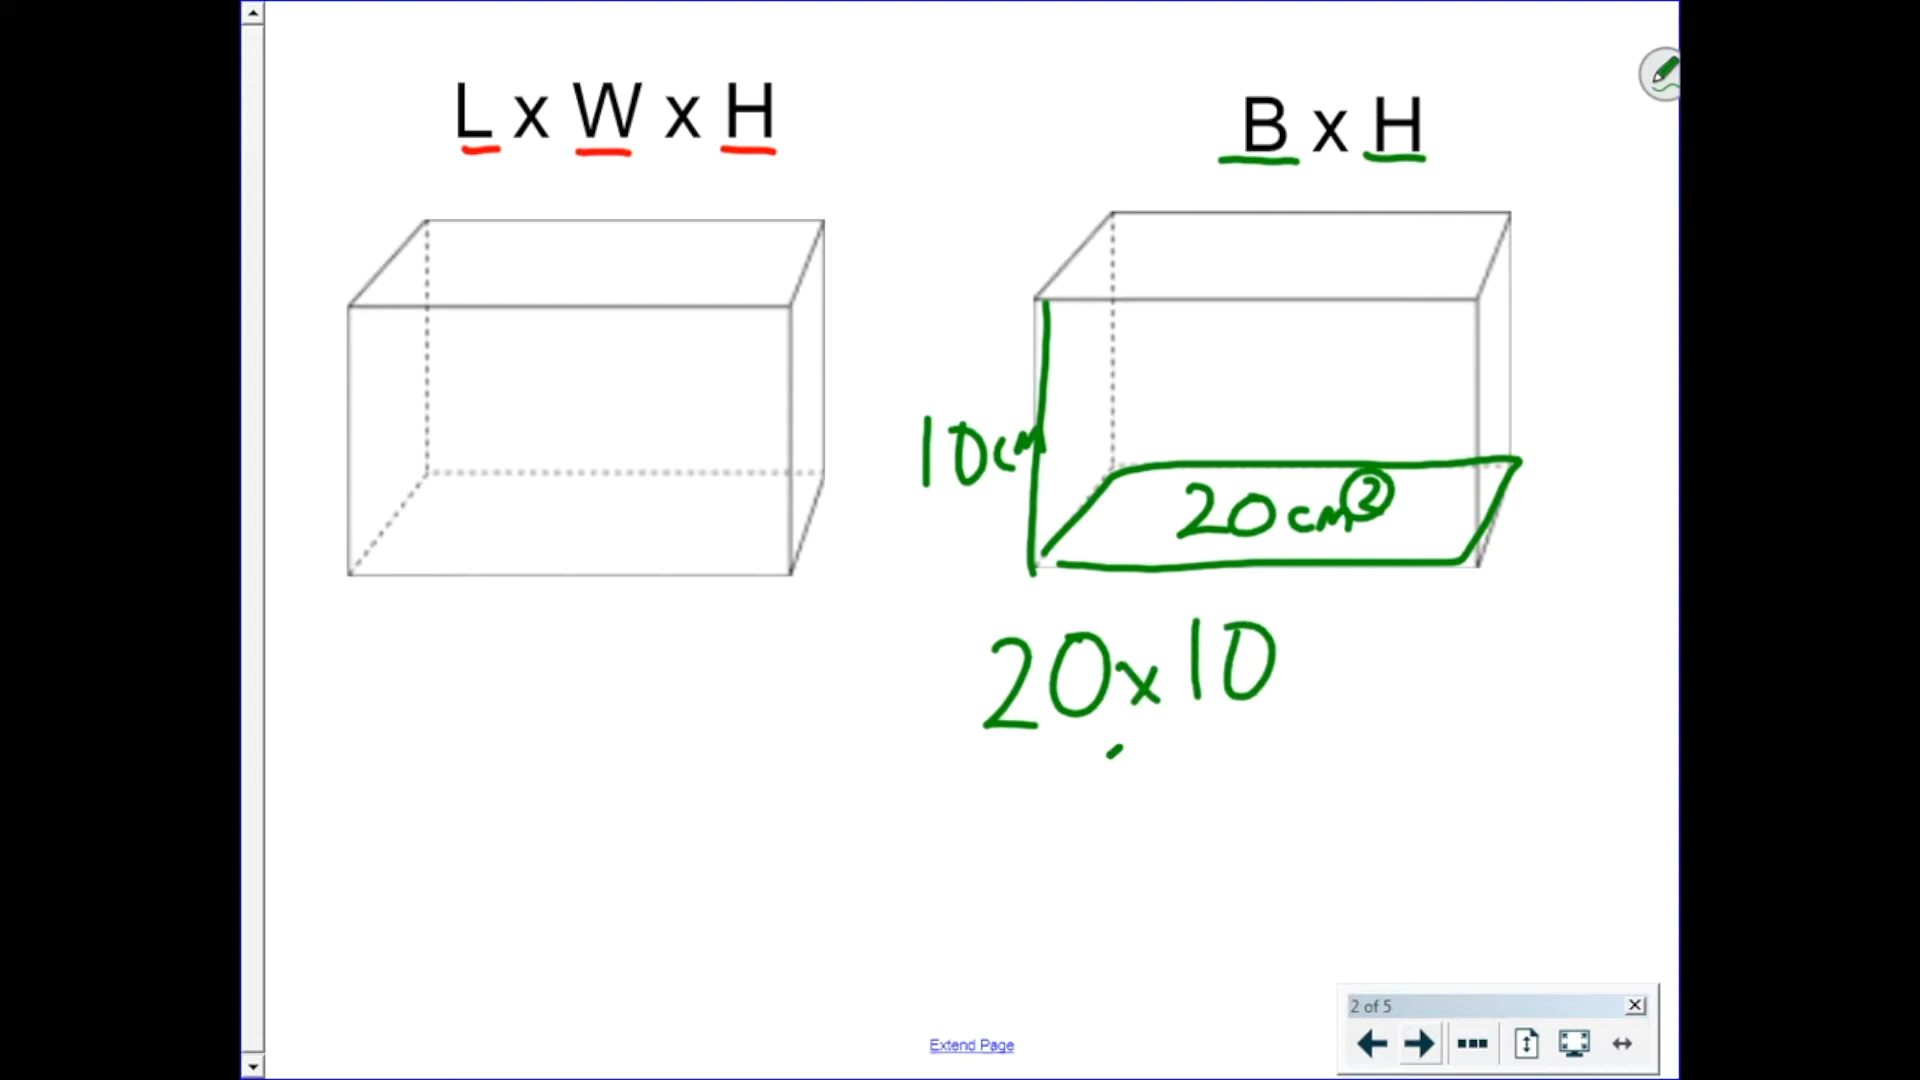 L x W x H
B x H
10cm
20cm²
20x10
Extend Page
2 of 5